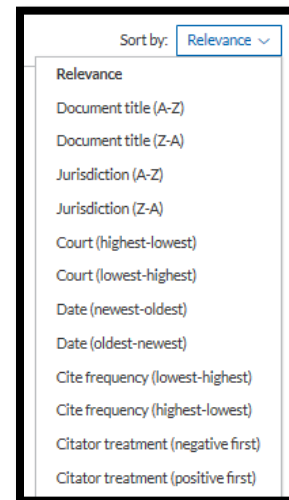 Sort by: Relevance
Relevance
Document title (A-Z)
Document title (Z-A)
Jurisdiction (A-Z)
Jurisdiction (Z-A)
Court (highest-lowest)
Court (lowest-highest)
Date (newest-oldest)
Date (oldest-newest)
Cite frequency (lowest-highest)
Cite frequency (highest-lowest)
Citator treatment (negative first)
Citator treatment (positive first)